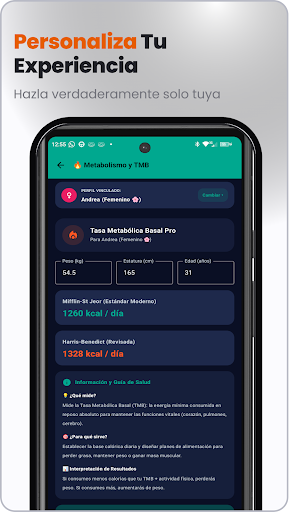 Personaliza Tu
Experiencia
Hazla verdaderamente solo tuya
12:55
🔥 Metabolismo y TMB
PERFIL VINCULADO:
Andrea (Femenino 🌸)
Cambiar ›
Tasa Metabólica Basal Pro
Para Andrea (Femenino 🌸)
Peso (kg) Estatura (cm) Edad (años)
54.5 165 31
Mifflin-St Jeor (Estándar Moderno)
1260 kcal / día
Harris-Benedict (Revisada)
1328 kcal / día
Información y Guía de Salud
💡 ¿Qué mide?
Mide la Tasa Metabólica Basal (TMB): la energía mínima consumida en
reposo absoluto para mantener las funciones vitales (corazón, pulmones,
cerebro).
🎯 ¿Para qué sirve?
Establecer la base calórica diaria y diseñar planes de alimentación para
perder grasa, mantener peso o ganar masa muscular.
📊 Interpretación de Resultados
Si consumes menos calorías que tu TMB + actividad física, perderás
peso. Si consumes más, aumentarás de peso.